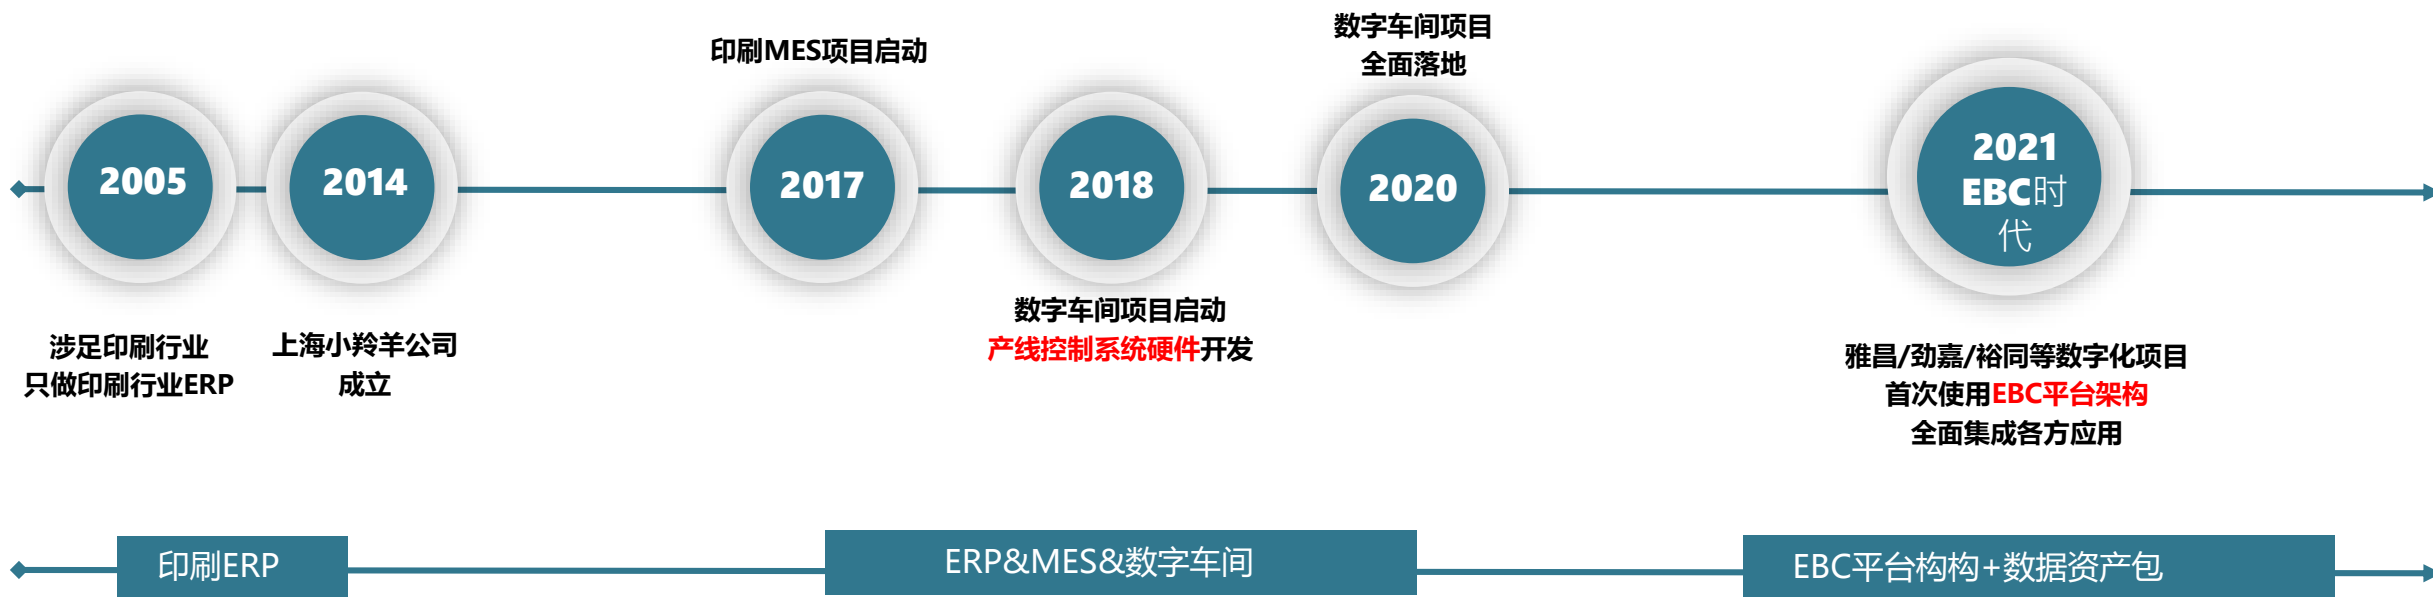 2005
涉足印刷行业
只做印刷行业ERP
2014
上海小羚羊公司
成立
印刷MES项目启动
2017
2018
数字车间项目启动
产线控制系统硬件开发
数字车间项目
全面落地
2020
2021
EBC时
代
雅昌/劲嘉/裕同等数字化项目
首次使用EBC平台架构
全面集成各方应用
印刷ERP
ERP&MES&数字车间
EBC平台构构+数据资产包